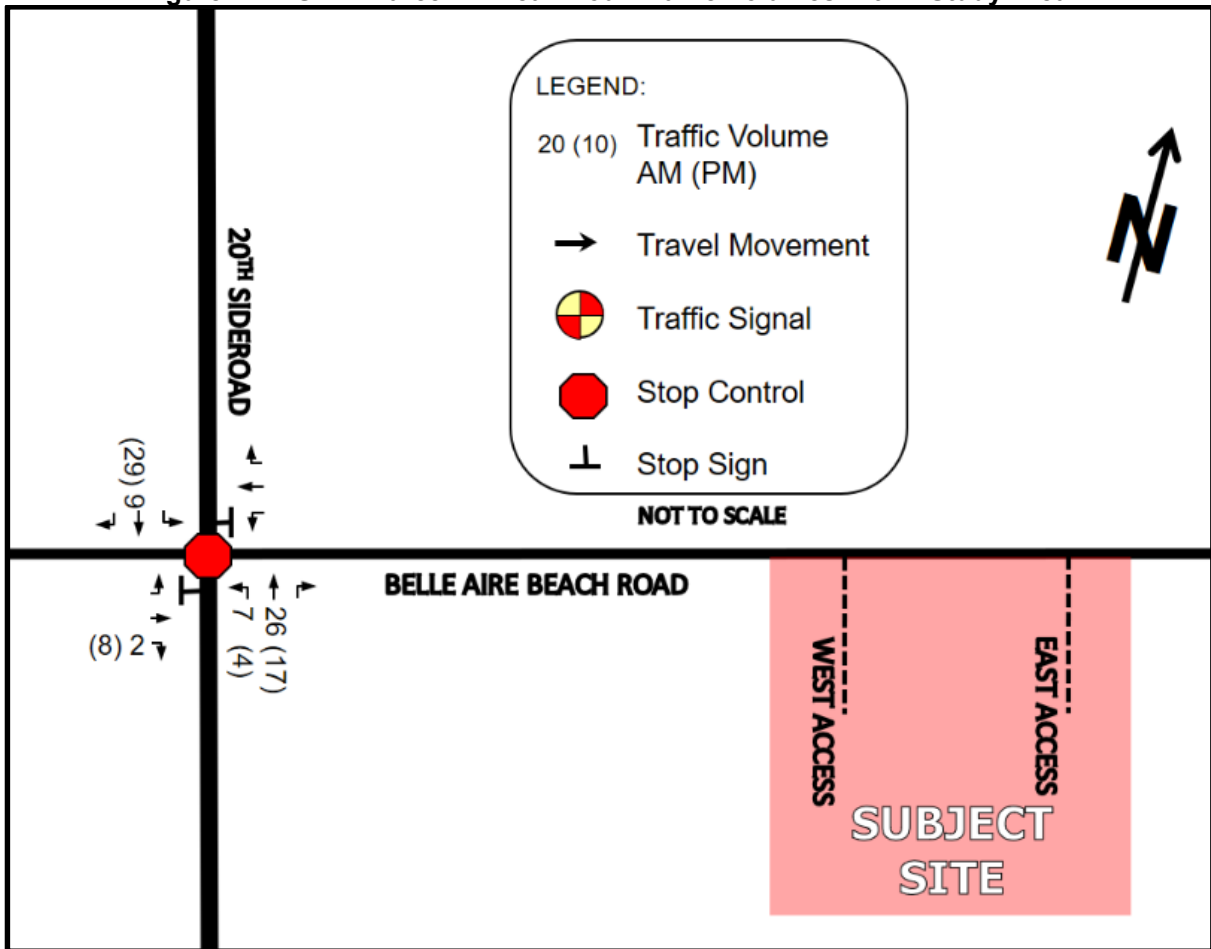 LEGEND:
20 (10) Traffic Volume
AM (PM)
Travel Movement
Traffic Signal
Stop Control
Stop Sign
NOT TO SCALE
N
20TH SIDEROAD
(29) 9
(8) 2
7 (4)
26 (17)
BELLE AIRE BEACH ROAD
WEST ACCESS
EAST ACCESS
SUBJECT
SITE